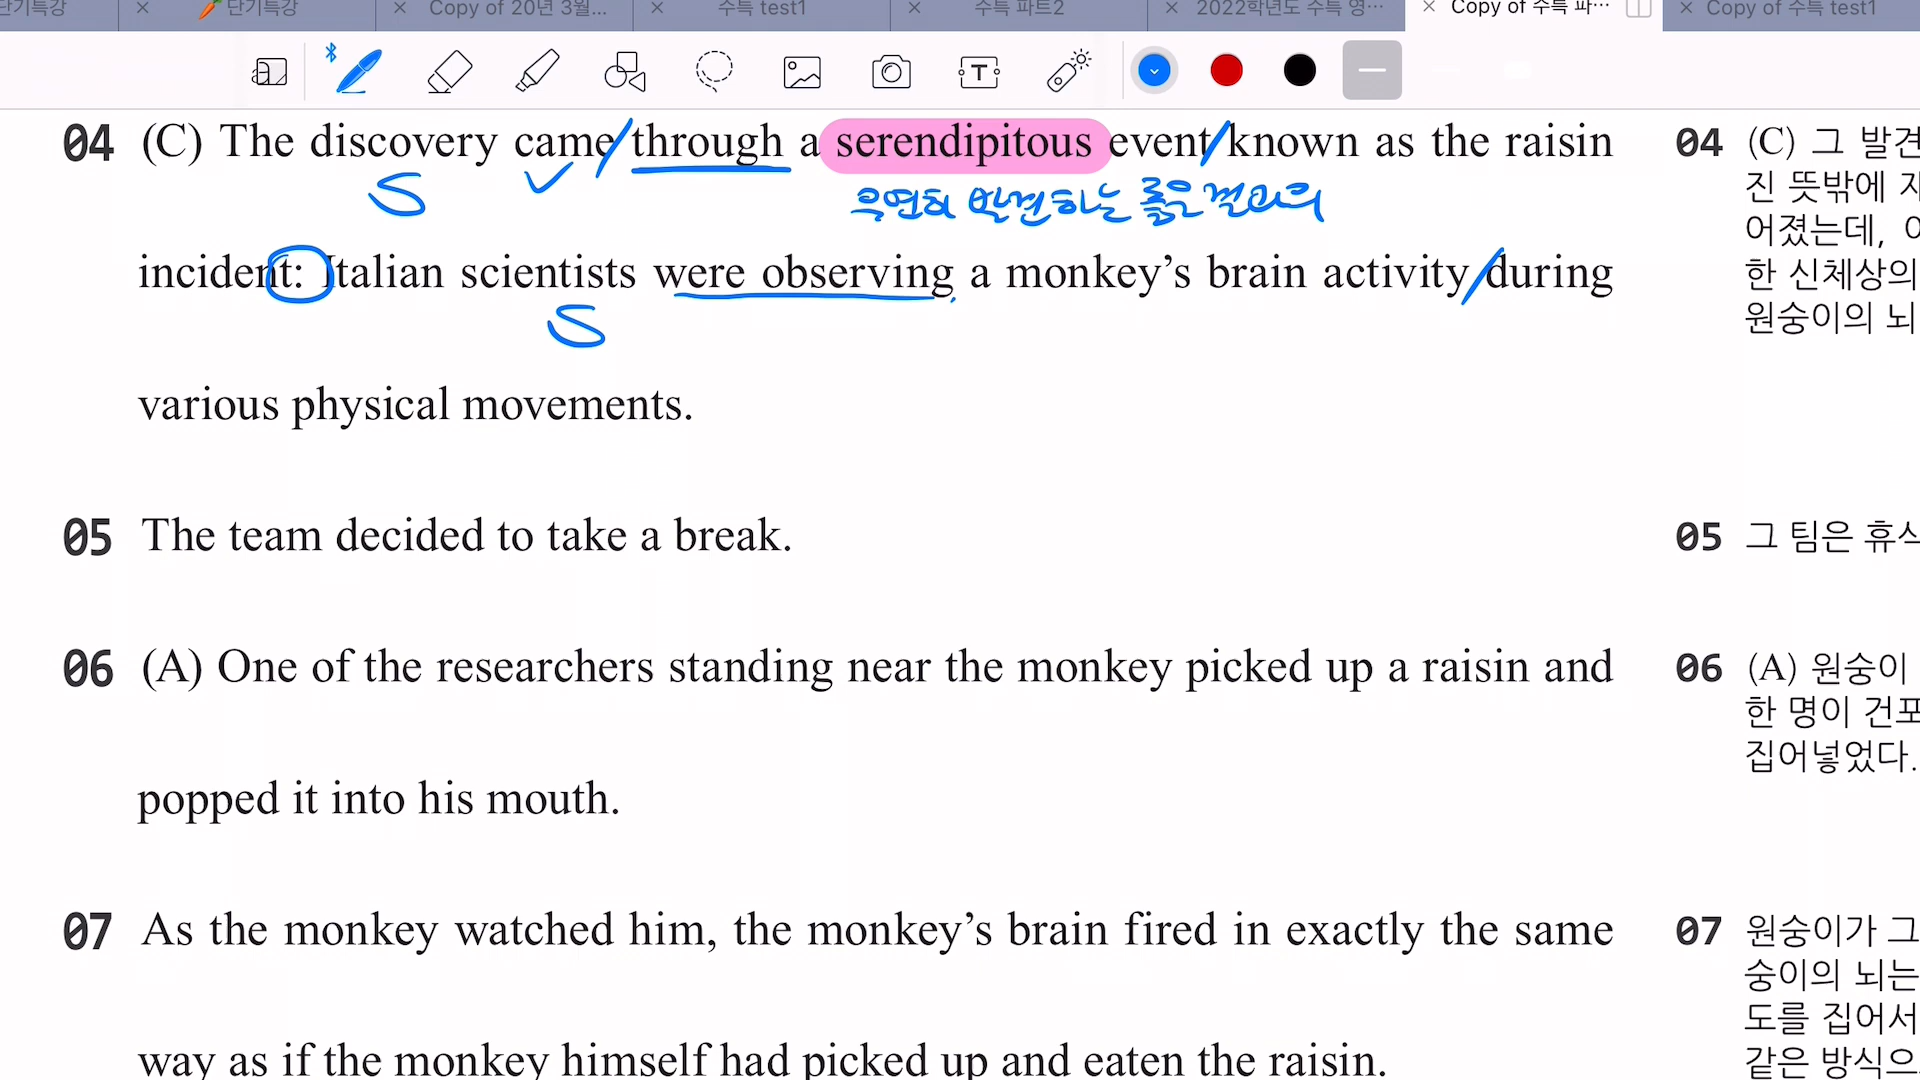 단기특강
단기특강
Copy of 20년 3월...
수특 test1
수특 파트2
2022학년도 수특 영...
Copy of 수특 파...
Copy of 수특 test1
04 (C) The discovery came through a serendipitous event known as the raisin
S
우연히 발견하는
incident: Italian scientists were observing a monkey's brain activity during
S
various physical movements.
05 The team decided to take a break.
06 (A) One of the researchers standing near the monkey picked up a raisin and
popped it into his mouth.
07 As the monkey watched him, the monkey's brain fired in exactly the same
way as if the monkey himself had picked up and eaten the raisin.
04 (C) 그 발견
진 뜻밖에
어졌는데,
한 신체상의
원숭이의 뇌
05 그 팀은 휴식
06 (A) 원숭이
한 명이 건포
집어넣었다.
07 원숭이가 그
숭이의 뇌는
도를 집어서
같은 방식으